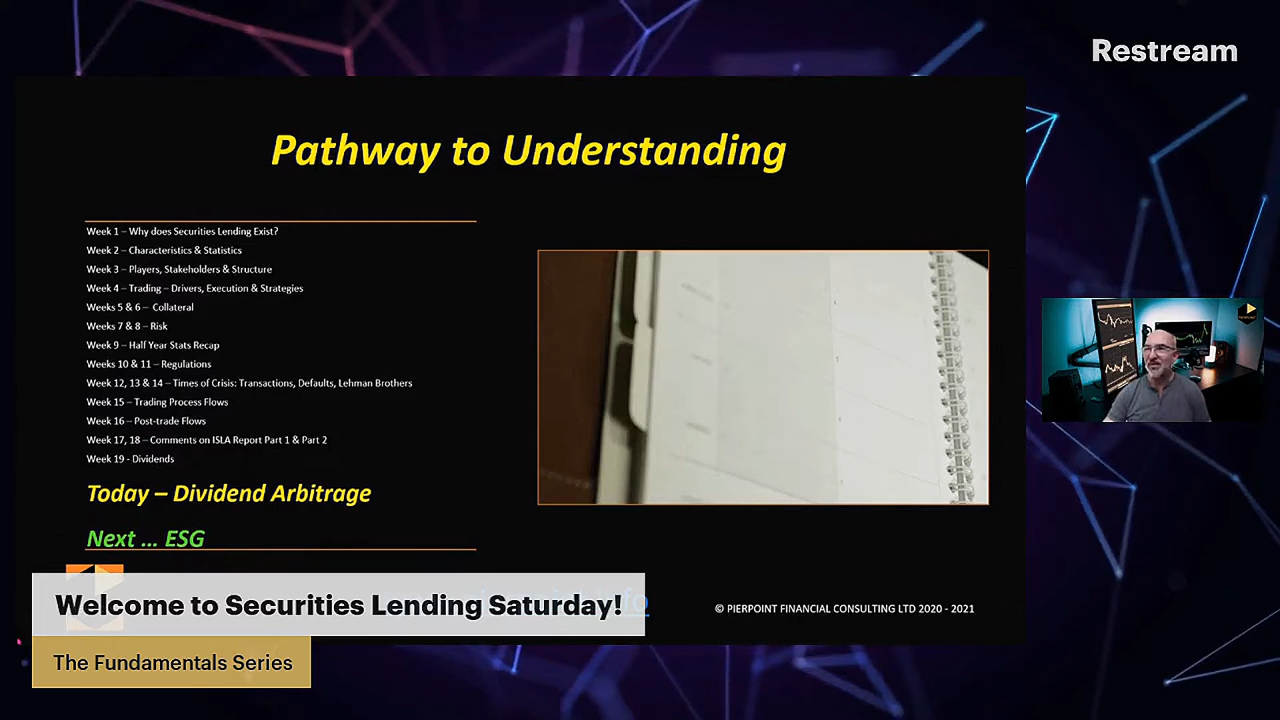 Restream
Pathway to Understanding
Week 1 – Why does Securities Lending Exist?
Week 2 – Characteristics & Statistics
Week 3 – Players, Stakeholders & Structure
Week 4 – Trading – Drivers, Execution & Strategies
Weeks 5 & 6 – Collateral
Weeks 7 & 8 – Risk
Week 9 – Half Year Stats Recap
Weeks 10 & 11 – Regulations
Week 12, 13 & 14 – Times of Crisis: Transactions, Defaults, Lehman Brothers
Week 15 – Trading Process Flows
Week 16 – Post-trade Flows
Week 17, 18 – Comments on ISLA Report Part 1 & Part 2
Week 19 - Dividends
Today – Dividend Arbitrage
Next ... ESG
Welcome to Securities Lending Saturday!
© PIERPOINT FINANCIAL CONSULTING LTD 2020 - 2021
The Fundamentals Series